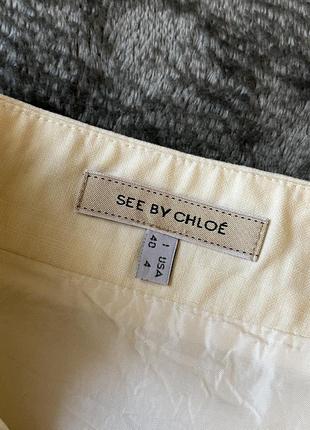 SEE BY CHLOÉ
I USA
40 4